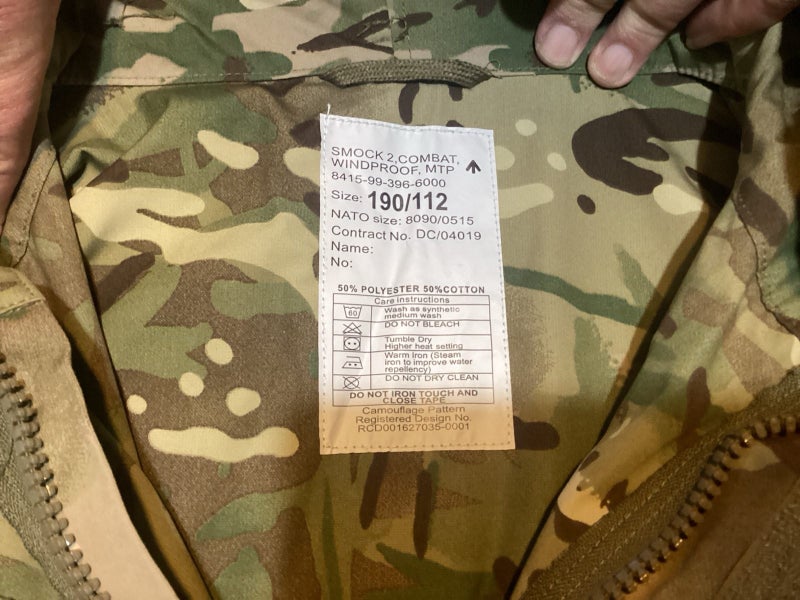 SMOCK 2, COMBAT,
WINDPROOF, MTP
8415-99-396-6000
Size: 190/112
NATO size: 8090/0515
Contract No. DC/04019
Name:
No:
50% POLYESTER 50%COTTON
Care instructions
60
Wash as synthetic
medium wash
DO NOT BLEACH
Tumble Dry
Higher heat setting
Warm Iron (Steam
iron to improve water
repellency)
DO NOT DRY CLEAN
DO NOT IRON TOUCH AND
CLOSE TAPE
Camouflage Pattern
Registered Design No.
RCD001627035-0001